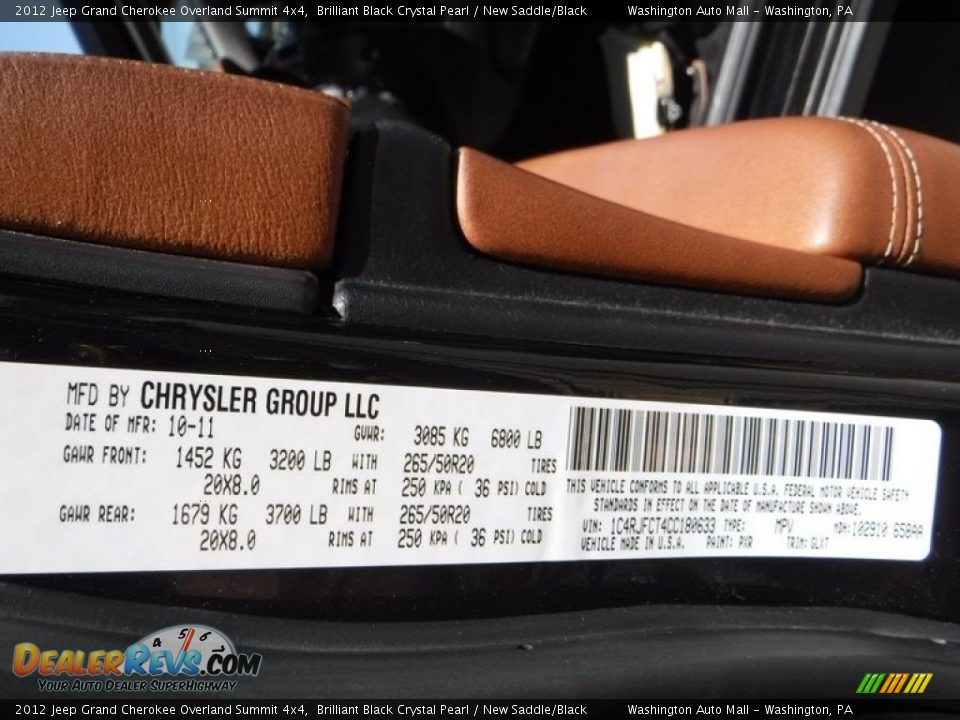 2012 Jeep Grand Cherokee Overland Summit 4x4,  Brilliant Black Crystal Pearl / New Saddle/Black        Washington Auto Mall - Washington, PA
MFD BY CHRYSLER GROUP LLC
DATE OF MFR: 10-11
GVWR: 3085 KG 6800 LB
GAWR FRONT: 1452 KG 3200 LB WITH 265/50R20 TIRES
20X8.0 RIMS AT 250 KPA ( 36 PSI) COLD
GAWR REAR: 1679 KG 3700 LB WITH 265/50R20 TIRES
20X8.0 RIMS AT 250 KPA ( 36 PSI) COLD
THIS VEHICLE CONFORMS TO ALL APPLICABLE U.S.A. FEDERAL MOTOR VEHICLE SAFETY
STANDARDS IN EFFECT ON THE DATE OF MANUFACTURE SHOWN ABOVE.
VIN: 1C4RJFCT4CC180633 TYPE: MPV MDH:102910 658AA
VEHICLE MADE IN U.S.A. PAINT: PXR TRIM:GLXT
4 5 6
DEALERREVS.COM
YOUR AUTO DEALER SUPERHIGHWAY
2012 Jeep Grand Cherokee Overland Summit 4x4,  Brilliant Black Crystal Pearl / New Saddle/Black        Washington Auto Mall - Washington, PA